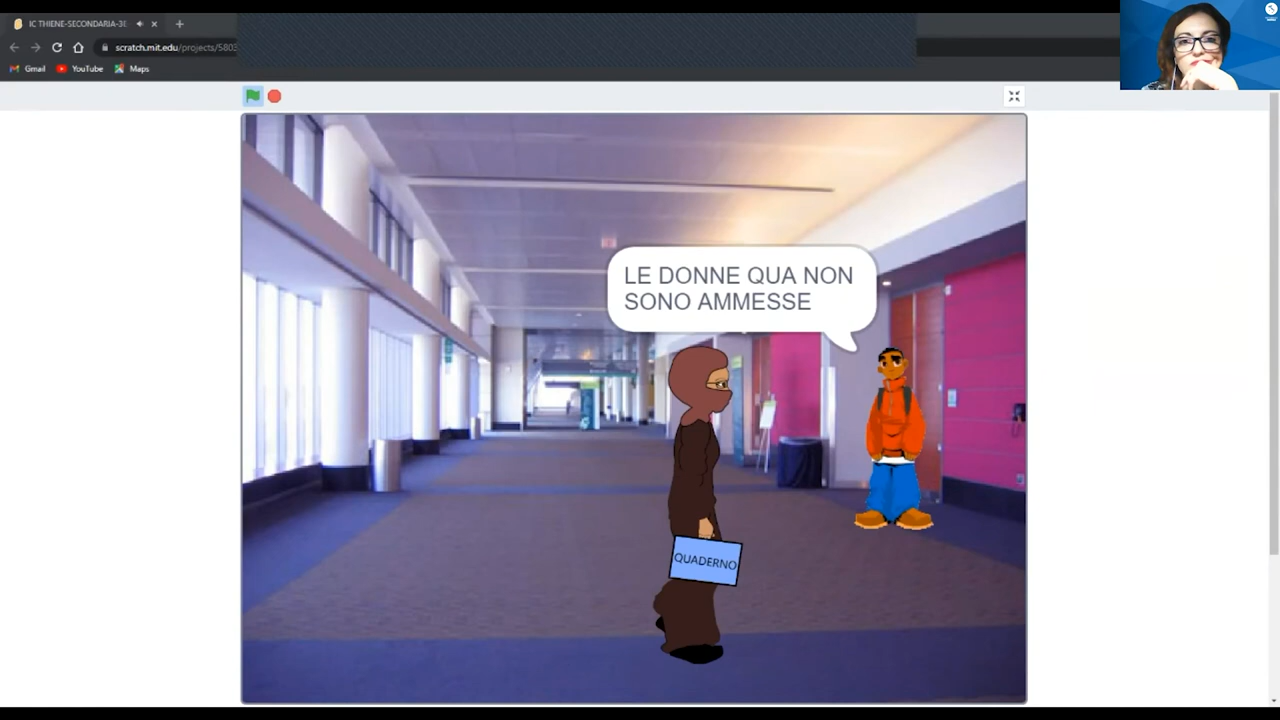 IC THIENE-SECONDARIA-3
scratch.mit.edu/projects/5803
Gmail YouTube Maps
LE DONNE QUA NON
SONO AMMESSE
QUADERNO